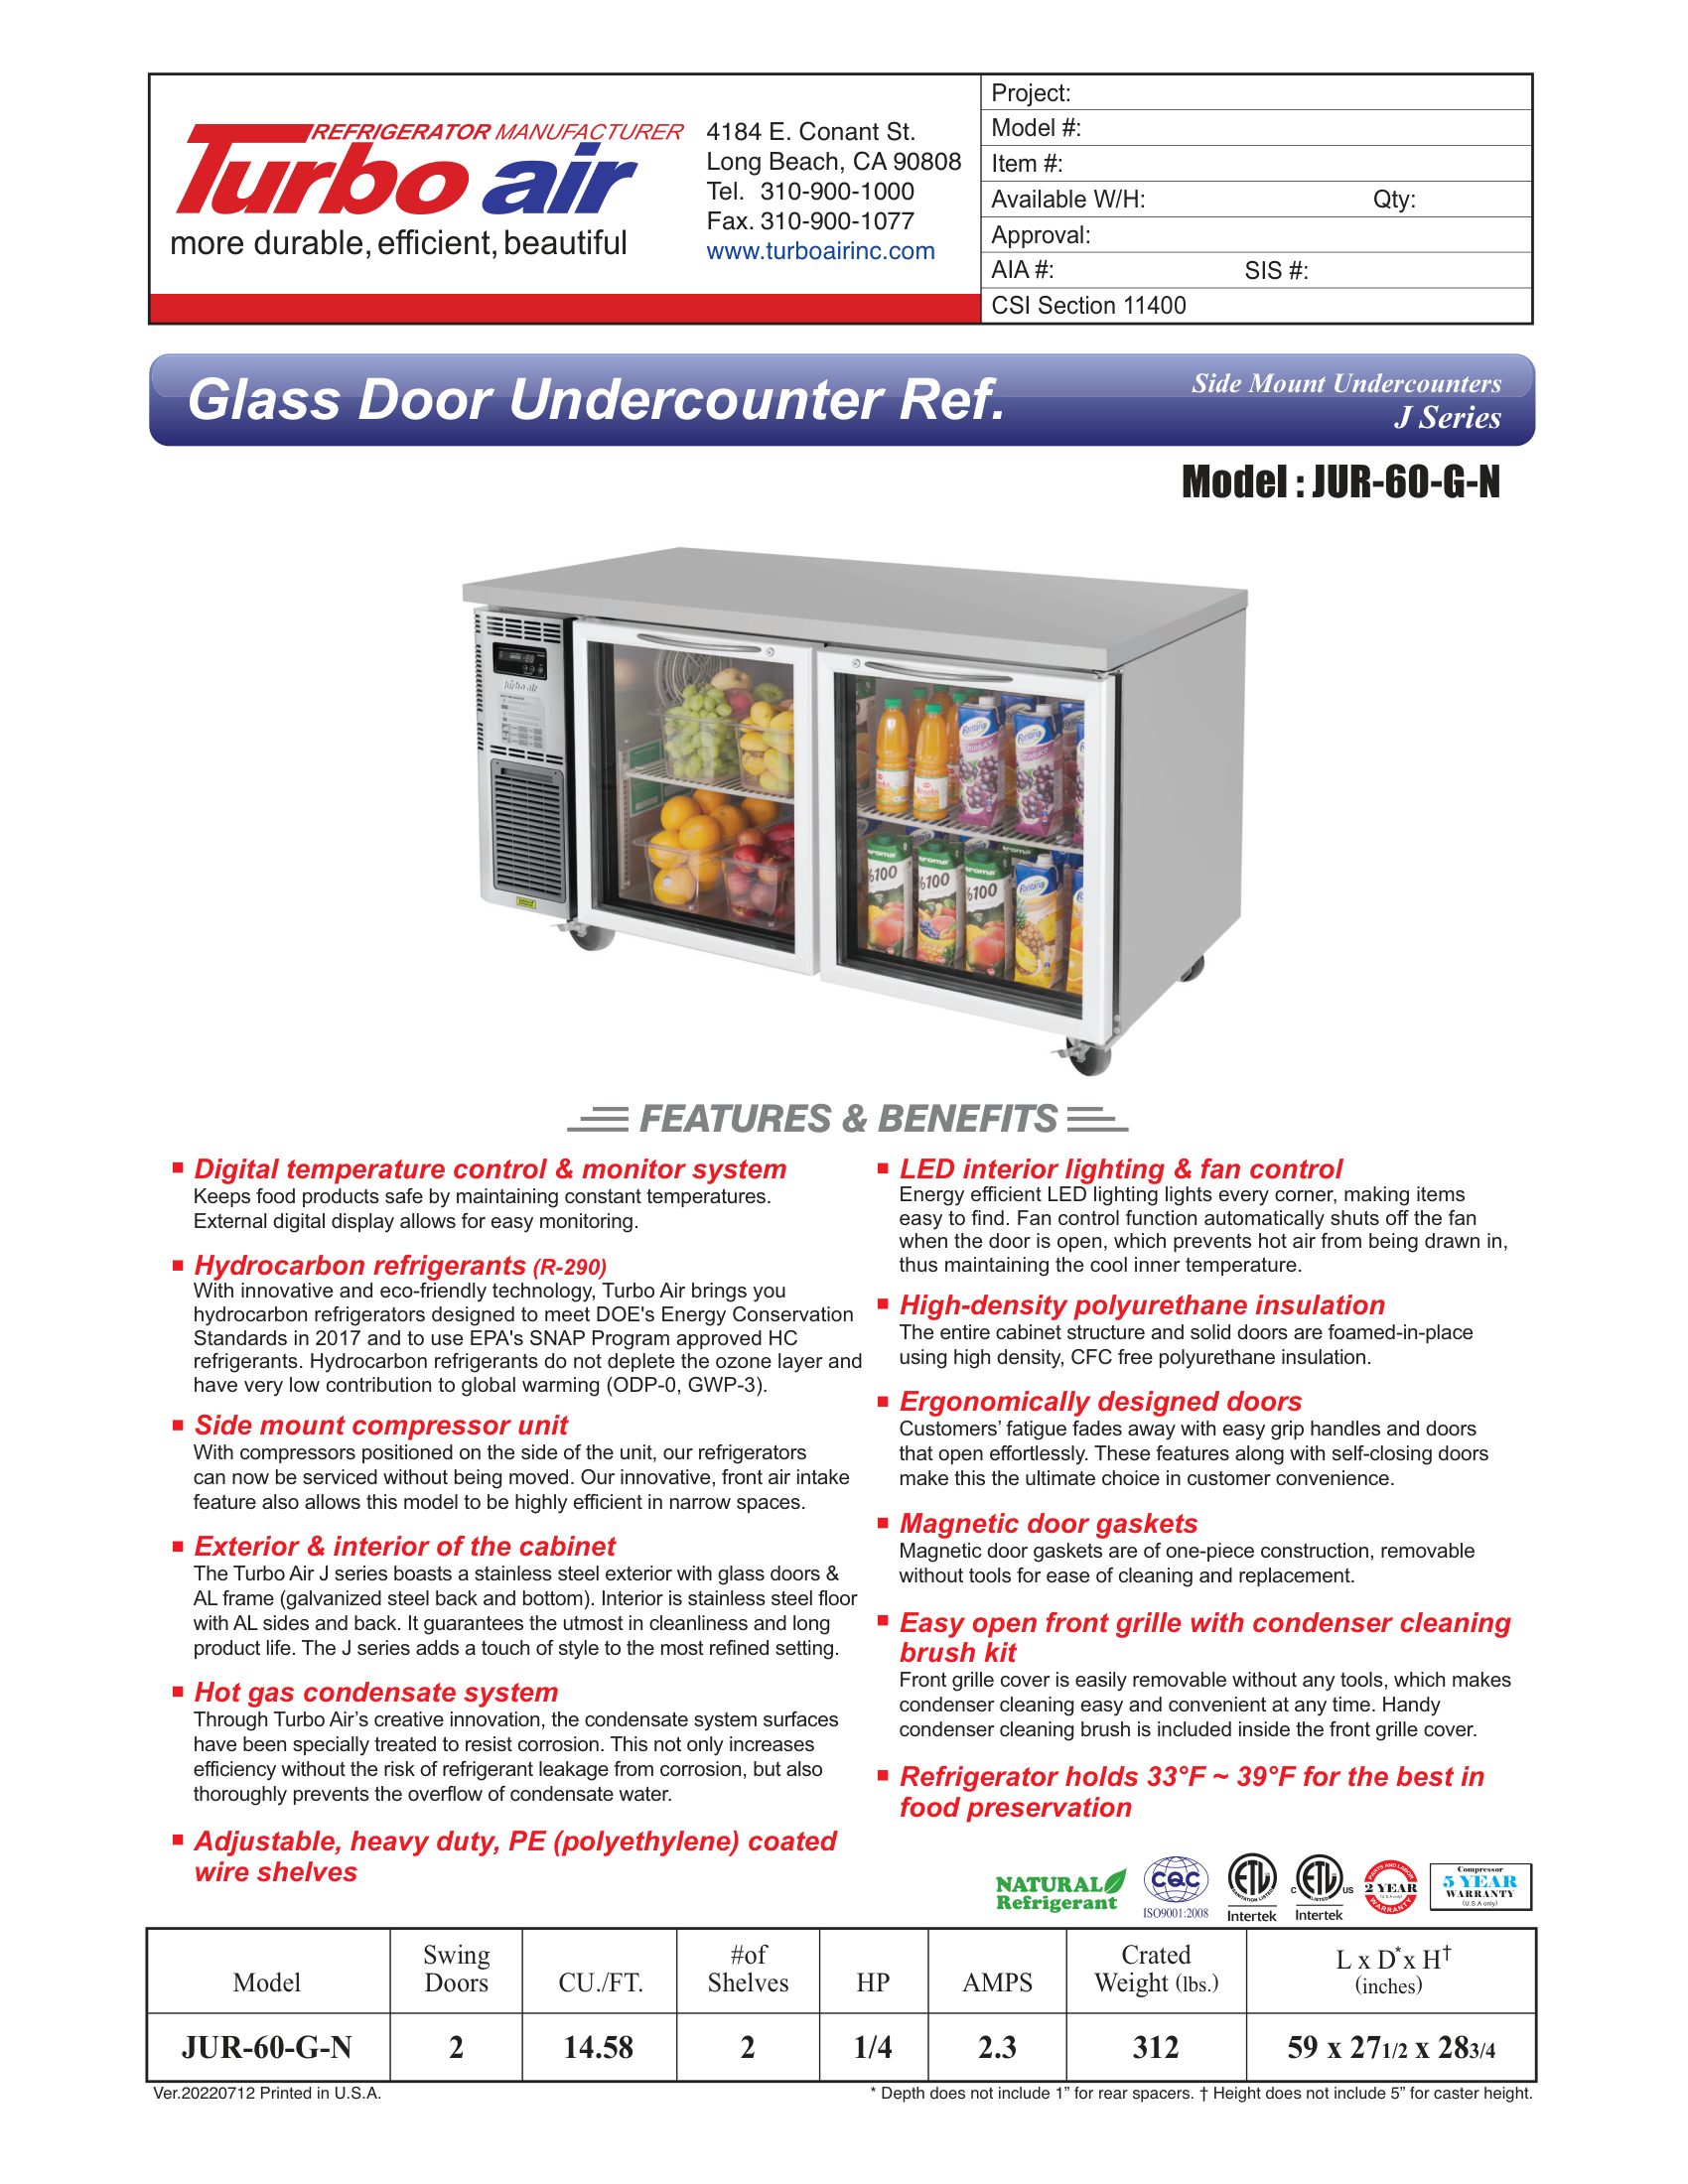 REFRIGERATOR MANUFACTURER
Turbo air
more durable, efficient, beautiful
4184 E. Conant St.
Long Beach, CA 90808
Tel. 310-900-1000
Fax. 310-900-1077
www.turboairinc.com
Project:
Model #:
Item #:
Available W/H: Qty:
Approval:
AIA #: SIS #:
CSI Section 11400
Glass Door Undercounter Ref.
Side Mount Undercounters
J Series
Model : JUR-60-G-N
Turbo air
Fontana
Fontana
aroma
aroma
aroma
%100
%100
%100
Fontana
FEATURES & BENEFITS
Digital temperature control & monitor system
Keeps food products safe by maintaining constant temperatures.
External digital display allows for easy monitoring.
Hydrocarbon refrigerants (R-290)
With innovative and eco-friendly technology, Turbo Air brings you
hydrocarbon refrigerators designed to meet DOE's Energy Conservation
Standards in 2017 and to use EPA's SNAP Program approved HC
refrigerants. Hydrocarbon refrigerants do not deplete the ozone layer and
have very low contribution to global warming (ODP-0, GWP-3).
Side mount compressor unit
With compressors positioned on the side of the unit, our refrigerators
can now be serviced without being moved. Our innovative, front air intake
feature also allows this model to be highly efficient in narrow spaces.
Exterior & interior of the cabinet
The Turbo Air J series boasts a stainless steel exterior with glass doors &
AL frame (galvanized steel back and bottom). Interior is stainless steel floor
with AL sides and back. It guarantees the utmost in cleanliness and long
product life. The J series adds a touch of style to the most refined setting.
Hot gas condensate system
Through Turbo Air’s creative innovation, the condensate system surfaces
have been specially treated to resist corrosion. This not only increases
efficiency without the risk of refrigerant leakage from corrosion, but also
thoroughly prevents the overflow of condensate water.
Adjustable, heavy duty, PE (polyethylene) coated
wire shelves
LED interior lighting & fan control
Energy efficient LED lighting lights every corner, making items
easy to find. Fan control function automatically shuts off the fan
when the door is open, which prevents hot air from being drawn in,
thus maintaining the cool inner temperature.
High-density polyurethane insulation
The entire cabinet structure and solid doors are foamed-in-place
using high density, CFC free polyurethane insulation.
Ergonomically designed doors
Customers’ fatigue fades away with easy grip handles and doors
that open effortlessly. These features along with self-closing doors
make this the ultimate choice in customer convenience.
Magnetic door gaskets
Magnetic door gaskets are of one-piece construction, removable
without tools for ease of cleaning and replacement.
Easy open front grille with condenser cleaning
brush kit
Front grille cover is easily removable without any tools, which makes
condenser cleaning easy and convenient at any time. Handy
condenser cleaning brush is included inside the front grille cover.
Refrigerator holds 33°F ~ 39°F for the best in
food preservation
NATURAL
Refrigerant
CQC
ISO9001:2008
ETL
SANITATION LISTED
Intertek
C ETL US
LISTED
Intertek
PARTS AND LABOR
2 YEAR
(U.S.A only)
WARRANTY
Compressor
5 YEAR
WARRANTY
(U.S.A only)
Model Swing Doors CU./FT. #of Shelves HP AMPS Crated Weight (lbs.) L x D* x H† (inches)
JUR-60-G-N 2 14.58 2 1/4 2.3 312 59 x 27 1/2 x 28 3/4
Ver.20220712 Printed in U.S.A.
* Depth does not include 1” for rear spacers. † Height does not include 5” for caster height.